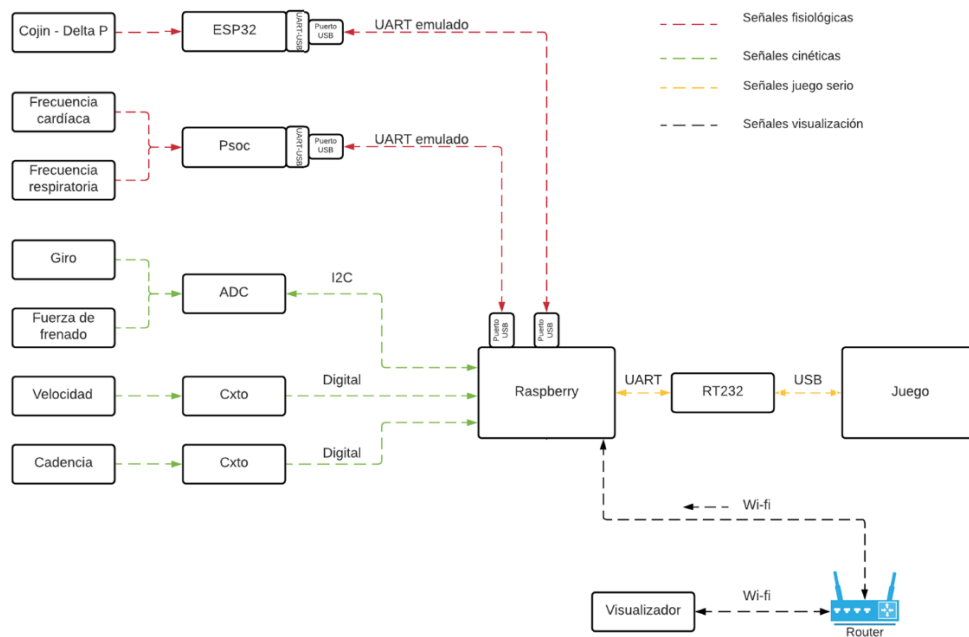 Cojin - Delta P
ESP32
UART-USB
Puerto
USB
UART emulado
Señales fisiológicas
Señales cinéticas
Señales juego serio
Señales visualización
Frecuencia
cardíaca
Frecuencia
respiratoria
Psoc
UART-USB
Puerto
USB
UART emulado
Giro
Fuerza de
frenado
ADC
I2C
Puerto
USB
Puerto
USB
Velocidad
Cxto
Digital
Cadencia
Cxto
Digital
Raspberry
UART
RT232
USB
Juego
Wi-fi
Visualizador
Wi-fi
Router